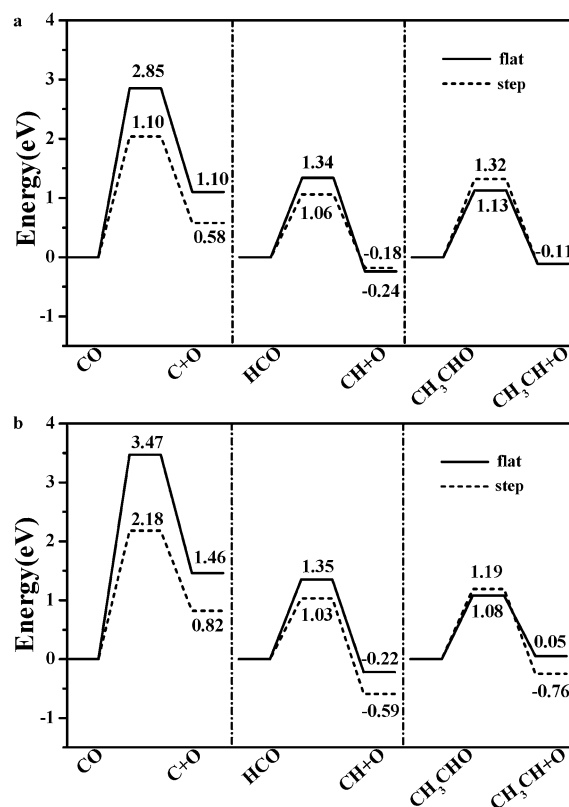 a
Energy(eV)
4
3
2
1
0
-1
2.85
1.10
1.10
0.58
1.34
1.06
-0.18
-0.24
flat
step
1.32
1.13
-0.11
CO
C+O
HCO
CH+O
CH3CHO
CH3CH+O
b
Energy(eV)
4
3
2
1
0
-1
3.47
2.18
1.46
0.82
1.35
1.03
-0.22
-0.59
flat
step
1.19
1.08
0.05
-0.76
CO
C+O
HCO
CH+O
CH3CHO
CH3CH+O